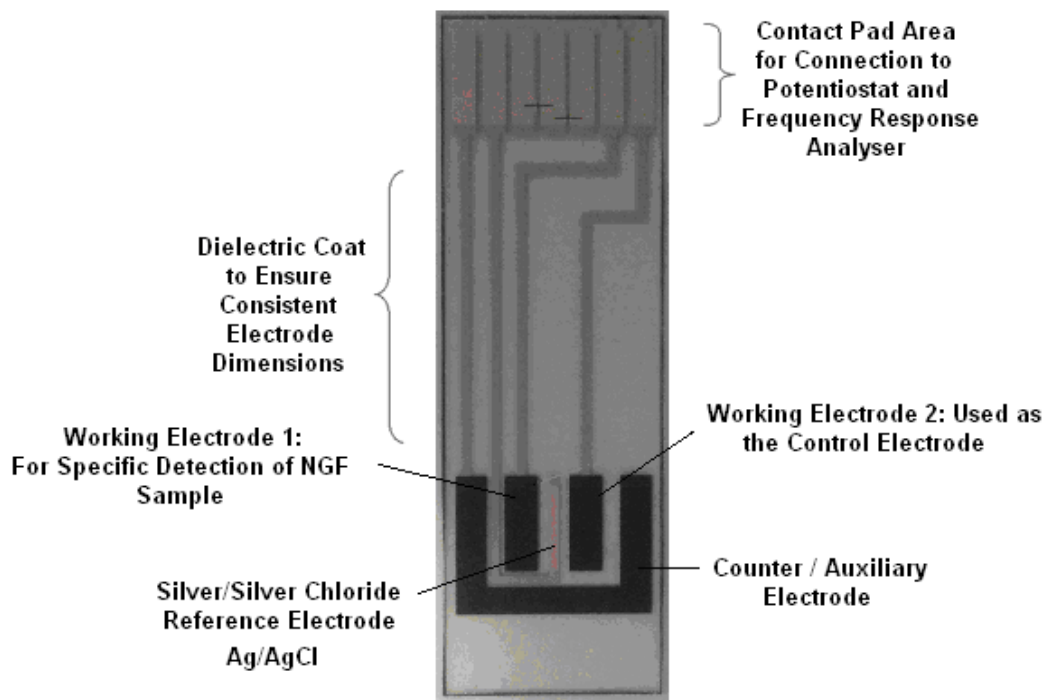 Contact Pad Area
for Connection to
Potentiostat and
Frequency Response
Analyser
Dielectric Coat
to Ensure
Consistent
Electrode
Dimensions
Working Electrode 1:
For Specific Detection of NGF
Sample
Working Electrode 2: Used as
the Control Electrode
Silver/Silver Chloride
Reference Electrode
Ag/AgCl
Counter / Auxiliary
Electrode